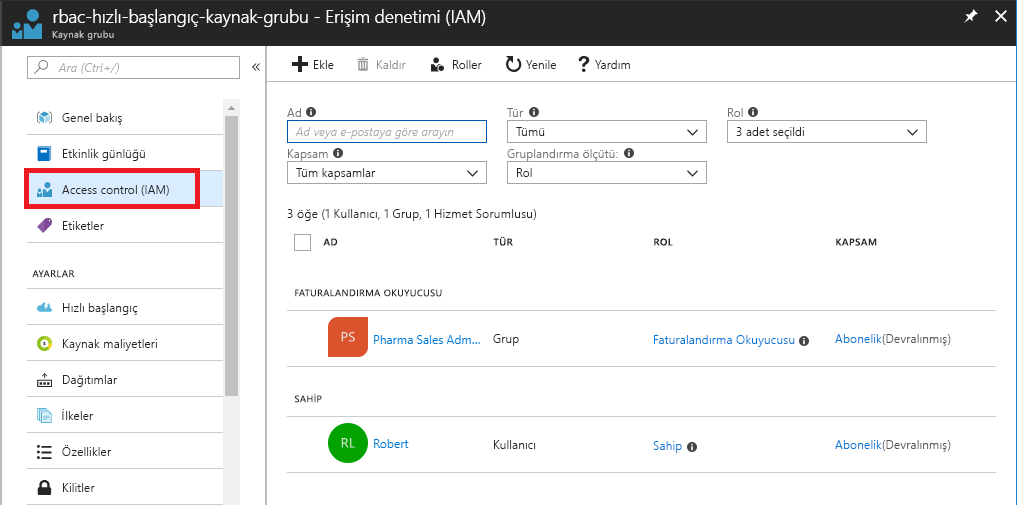 rbac-hızlı-başlangıç-kaynak-grubu - Erişim denetimi (IAM)
Kaynak grubu
Ara (Ctrl+/)
«
Ekle
Kaldır
Roller
Yenile
? Yardım
Genel bakış
Etkinlik günlüğü
Access control (IAM)
Etiketler
AYARLAR
Hızlı başlangıç
Kaynak maliyetleri
Dağıtımlar
İlkeler
Özellikler
Kilitler
Ad
Tür
Rol
Ad veya e-postaya göre arayın
Tümü
3 adet seçildi
Kapsam
Gruplandırma ölçütü:
Tüm kapsamlar
Rol
3 öğe (1 Kullanıcı, 1 Grup, 1 Hizmet Sorumlusu)
AD TÜR ROL KAPSAM
FATURALANDIRMA OKUYUCUSU
PS Pharma Sales Adm... Grup Faturalandırma Okuyucusu Abonelik(Devralınmış)
SAHİP
RL Robert Kullanıcı Sahip Abonelik(Devralınmış)